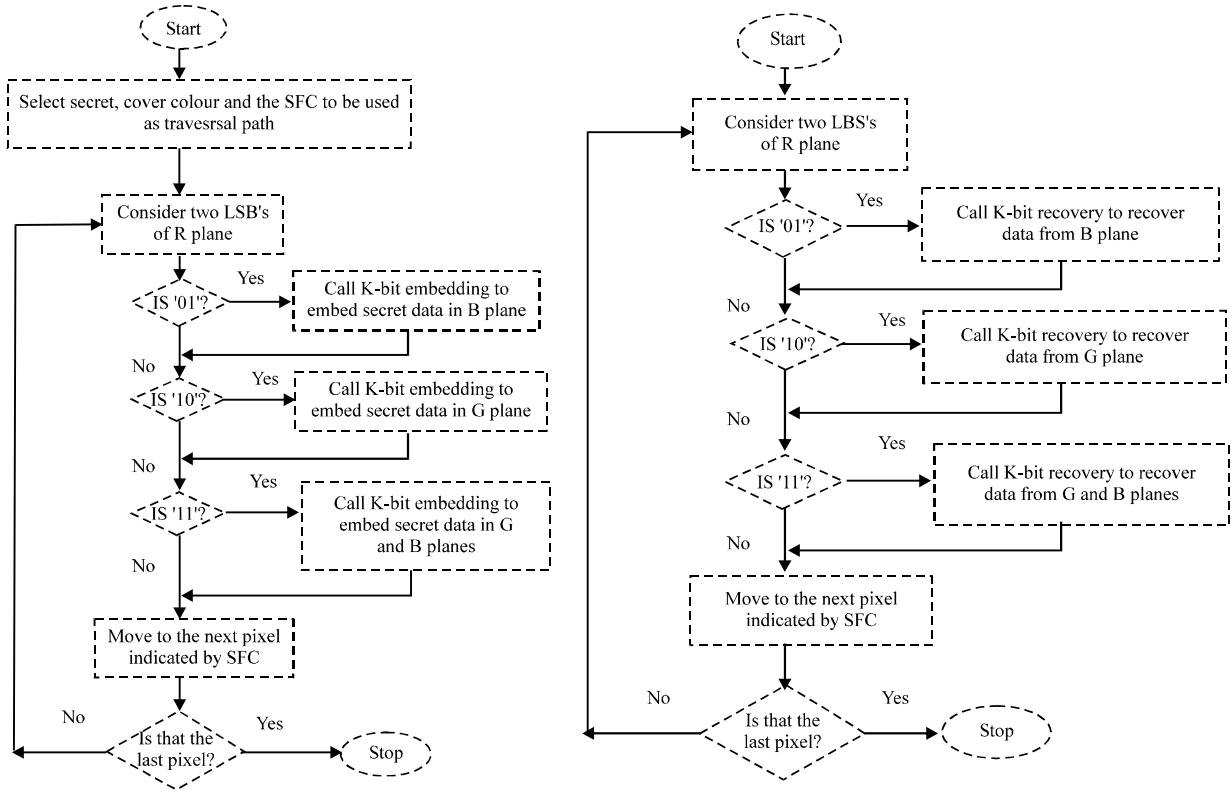 Start
Select secret, cover colour and the SFC to be used
as travesrsal path
Consider two LSB's
of R plane
IS '01'?
Yes
Call K-bit embedding to
embed secret data in B plane
No
IS '10'?
Yes
Call K-bit embedding to
embed secret data in G plane
No
IS '11'?
Yes
Call K-bit embedding to
embed secret data in G
and B planes
No
Move to the next pixel
indicated by SFC
Is that the
last pixel?
No
Yes
Stop
Start
Consider two LBS's
of R plane
IS '01'?
Yes
Call K-bit recovery to recover
data from B plane
No
IS '10'?
Yes
Call K-bit recovery to recover
data from G plane
No
IS '11'?
Yes
Call K-bit recovery to recover
data from G and B planes
No
Move to the next pixel
indicated by SFC
Is that the
last pixel?
No
Yes
Stop